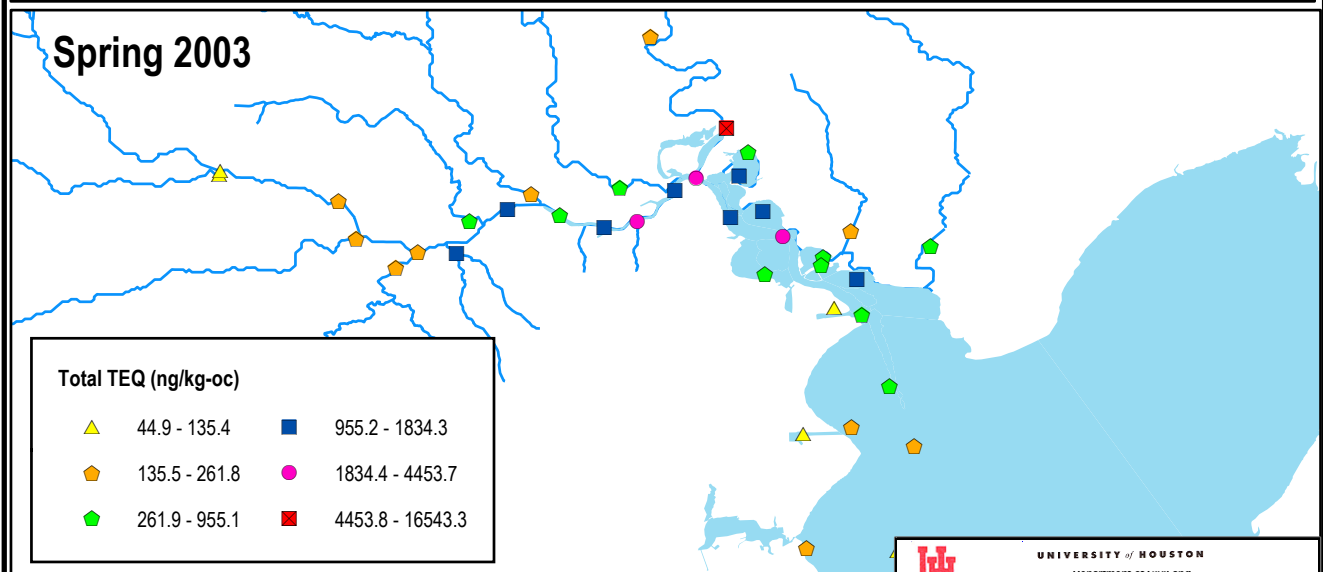 Spring 2003
Total TEQ (ng/kg-oc)
44.9 - 135.4
955.2 - 1834.3
135.5 - 261.8
1834.4 - 4453.7
261.9 - 955.1
4453.8 - 16543.3
UNIVERSITY of HOUSTON